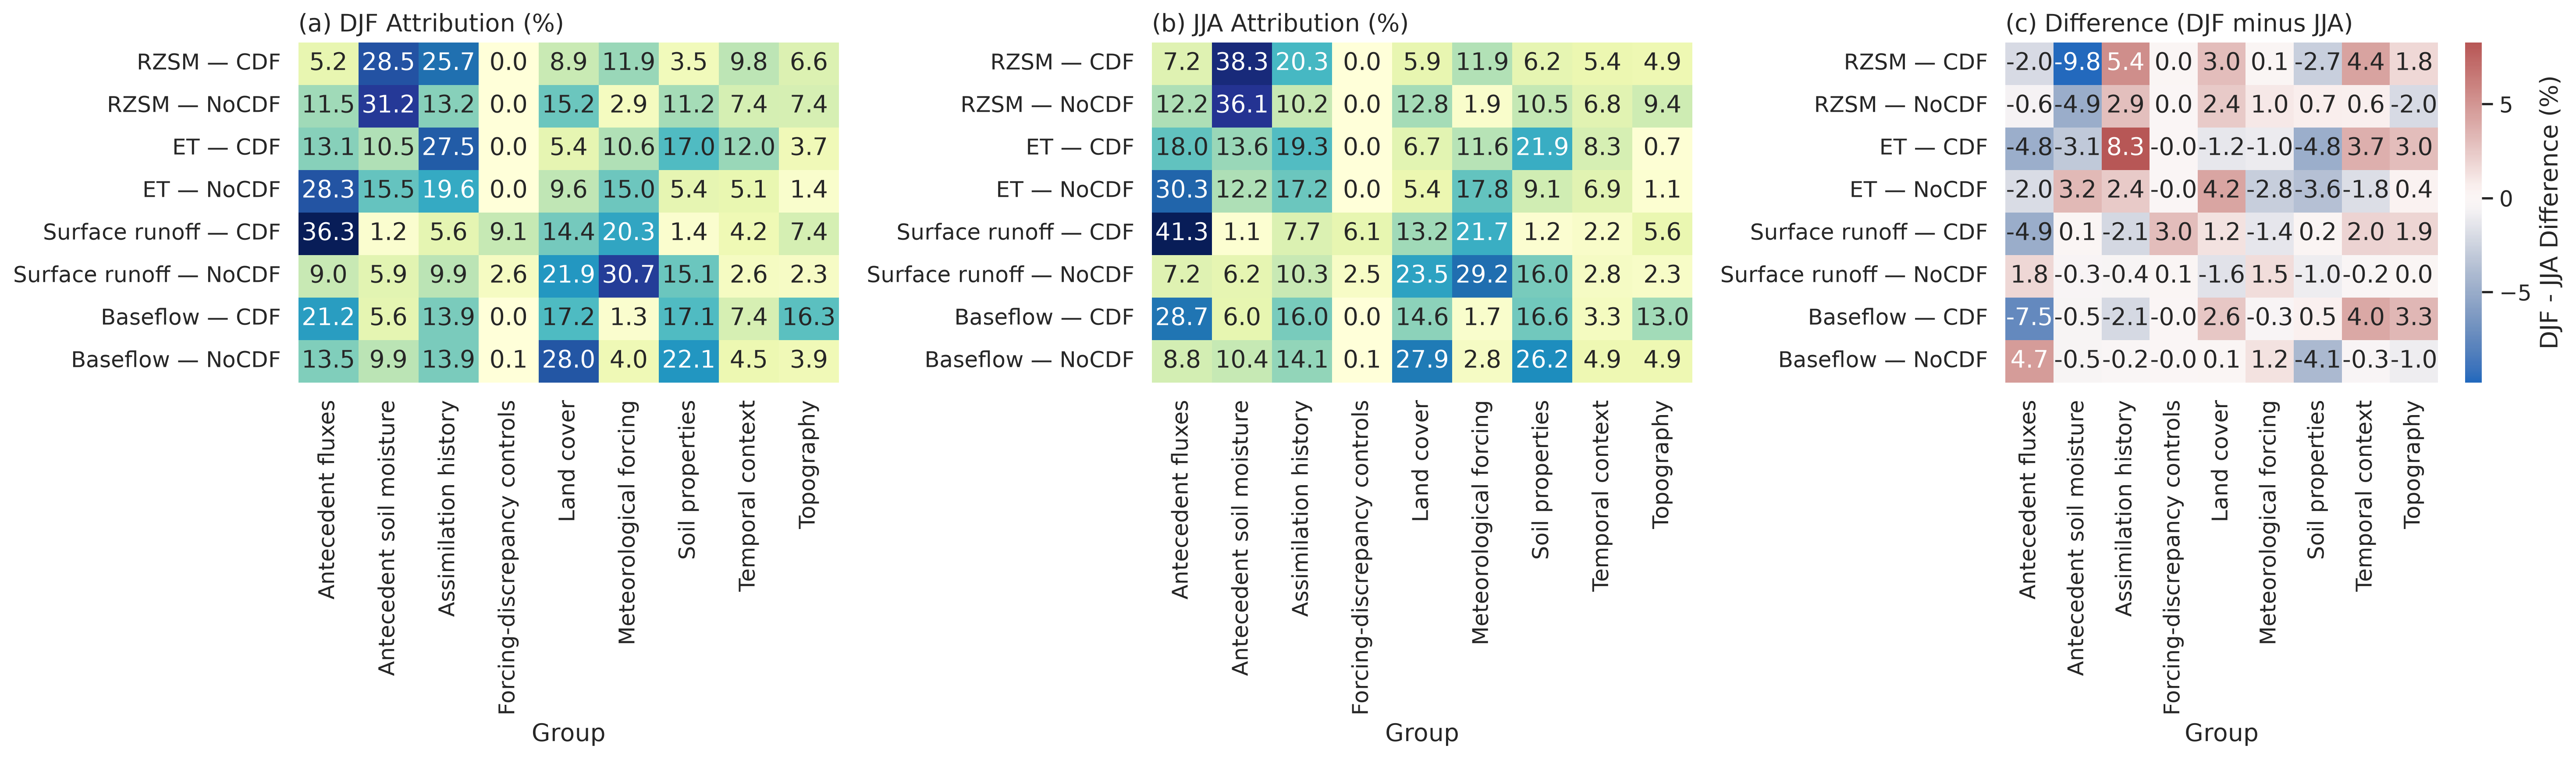 (a) DJF Attribution (%)
RZSM — CDF 5.2 28.5 25.7 0.0 8.9 11.9 3.5 9.8 6.6
RZSM — NoCDF 11.5 31.2 13.2 0.0 15.2 2.9 11.2 7.4 7.4
ET — CDF 13.1 10.5 27.5 0.0 5.4 10.6 17.0 12.0 3.7
ET — NoCDF 28.3 15.5 19.6 0.0 9.6 15.0 5.4 5.1 1.4
Surface runoff — CDF 36.3 1.2 5.6 9.1 14.4 20.3 1.4 4.2 7.4
Surface runoff — NoCDF 9.0 5.9 9.9 2.6 21.9 30.7 15.1 2.6 2.3
Baseflow — CDF 21.2 5.6 13.9 0.0 17.2 1.3 17.1 7.4 16.3
Baseflow — NoCDF 13.5 9.9 13.9 0.1 28.0 4.0 22.1 4.5 3.9
Antecedent fluxes
Antecedent soil moisture
Assimilation history
Forcing-discrepancy controls
Land cover
Meteorological forcing
Soil properties
Temporal context
Topography
Group
(b) JJA Attribution (%)
RZSM — CDF 7.2 38.3 20.3 0.0 5.9 11.9 6.2 5.4 4.9
RZSM — NoCDF 12.2 36.1 10.2 0.0 12.8 1.9 10.5 6.8 9.4
ET — CDF 18.0 13.6 19.3 0.0 6.7 11.6 21.9 8.3 0.7
ET — NoCDF 30.3 12.2 17.2 0.0 5.4 17.8 9.1 6.9 1.1
Surface runoff — CDF 41.3 1.1 7.7 6.1 13.2 21.7 1.2 2.2 5.6
Surface runoff — NoCDF 7.2 6.2 10.3 2.5 23.5 29.2 16.0 2.8 2.3
Baseflow — CDF 28.7 6.0 16.0 0.0 14.6 1.7 16.6 3.3 13.0
Baseflow — NoCDF 8.8 10.4 14.1 0.1 27.9 2.8 26.2 4.9 4.9
Antecedent fluxes
Antecedent soil moisture
Assimilation history
Forcing-discrepancy controls
Land cover
Meteorological forcing
Soil properties
Temporal context
Topography
Group
(c) Difference (DJF minus JJA)
RZSM — CDF -2.0 -9.8 5.4 0.0 3.0 0.1 -2.7 4.4 1.8
RZSM — NoCDF -0.6 -4.9 2.9 0.0 2.4 1.0 0.7 0.6 -2.0
ET — CDF -4.8 -3.1 8.3 -0.0 -1.2 -1.0 -4.8 3.7 3.0
ET — NoCDF -2.0 3.2 2.4 -0.0 4.2 -2.8 -3.6 -1.8 0.4
Surface runoff — CDF -4.9 0.1 -2.1 3.0 1.2 -1.4 0.2 2.0 1.9
Surface runoff — NoCDF 1.8 -0.3 -0.4 0.1 -1.6 1.5 -1.0 -0.2 0.0
Baseflow — CDF -7.5 -0.5 -2.1 -0.0 2.6 -0.3 0.5 4.0 3.3
Baseflow — NoCDF 4.7 -0.5 -0.2 -0.0 0.1 1.2 -4.1 -0.3 -1.0
Antecedent fluxes
Antecedent soil moisture
Assimilation history
Forcing-discrepancy controls
Land cover
Meteorological forcing
Soil properties
Temporal context
Topography
Group
5
0
−5
DJF - JJA Difference (%)